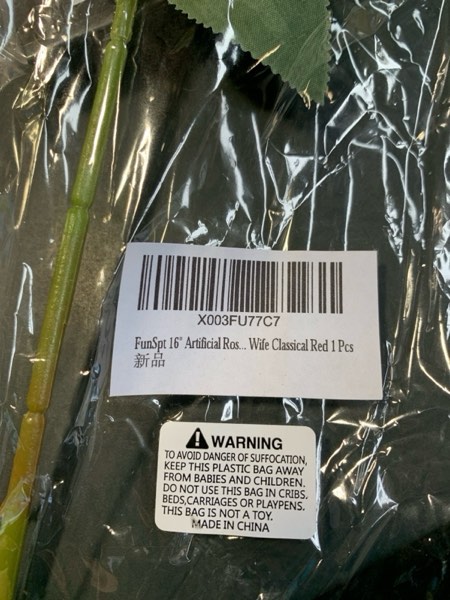 X003FU77C7
FunSpt 16" Artificial Ros... Wife Classical Red 1 Pcs
新品
WARNING
TO AVOID DANGER OF SUFFOCATION,
KEEP THIS PLASTIC BAG AWAY
FROM BABIES AND CHILDREN.
DO NOT USE THIS BAG IN CRIBS,
BEDS,CARRIAGES OR PLAYPENS.
THIS BAG IS NOT A TOY.
MADE IN CHINA